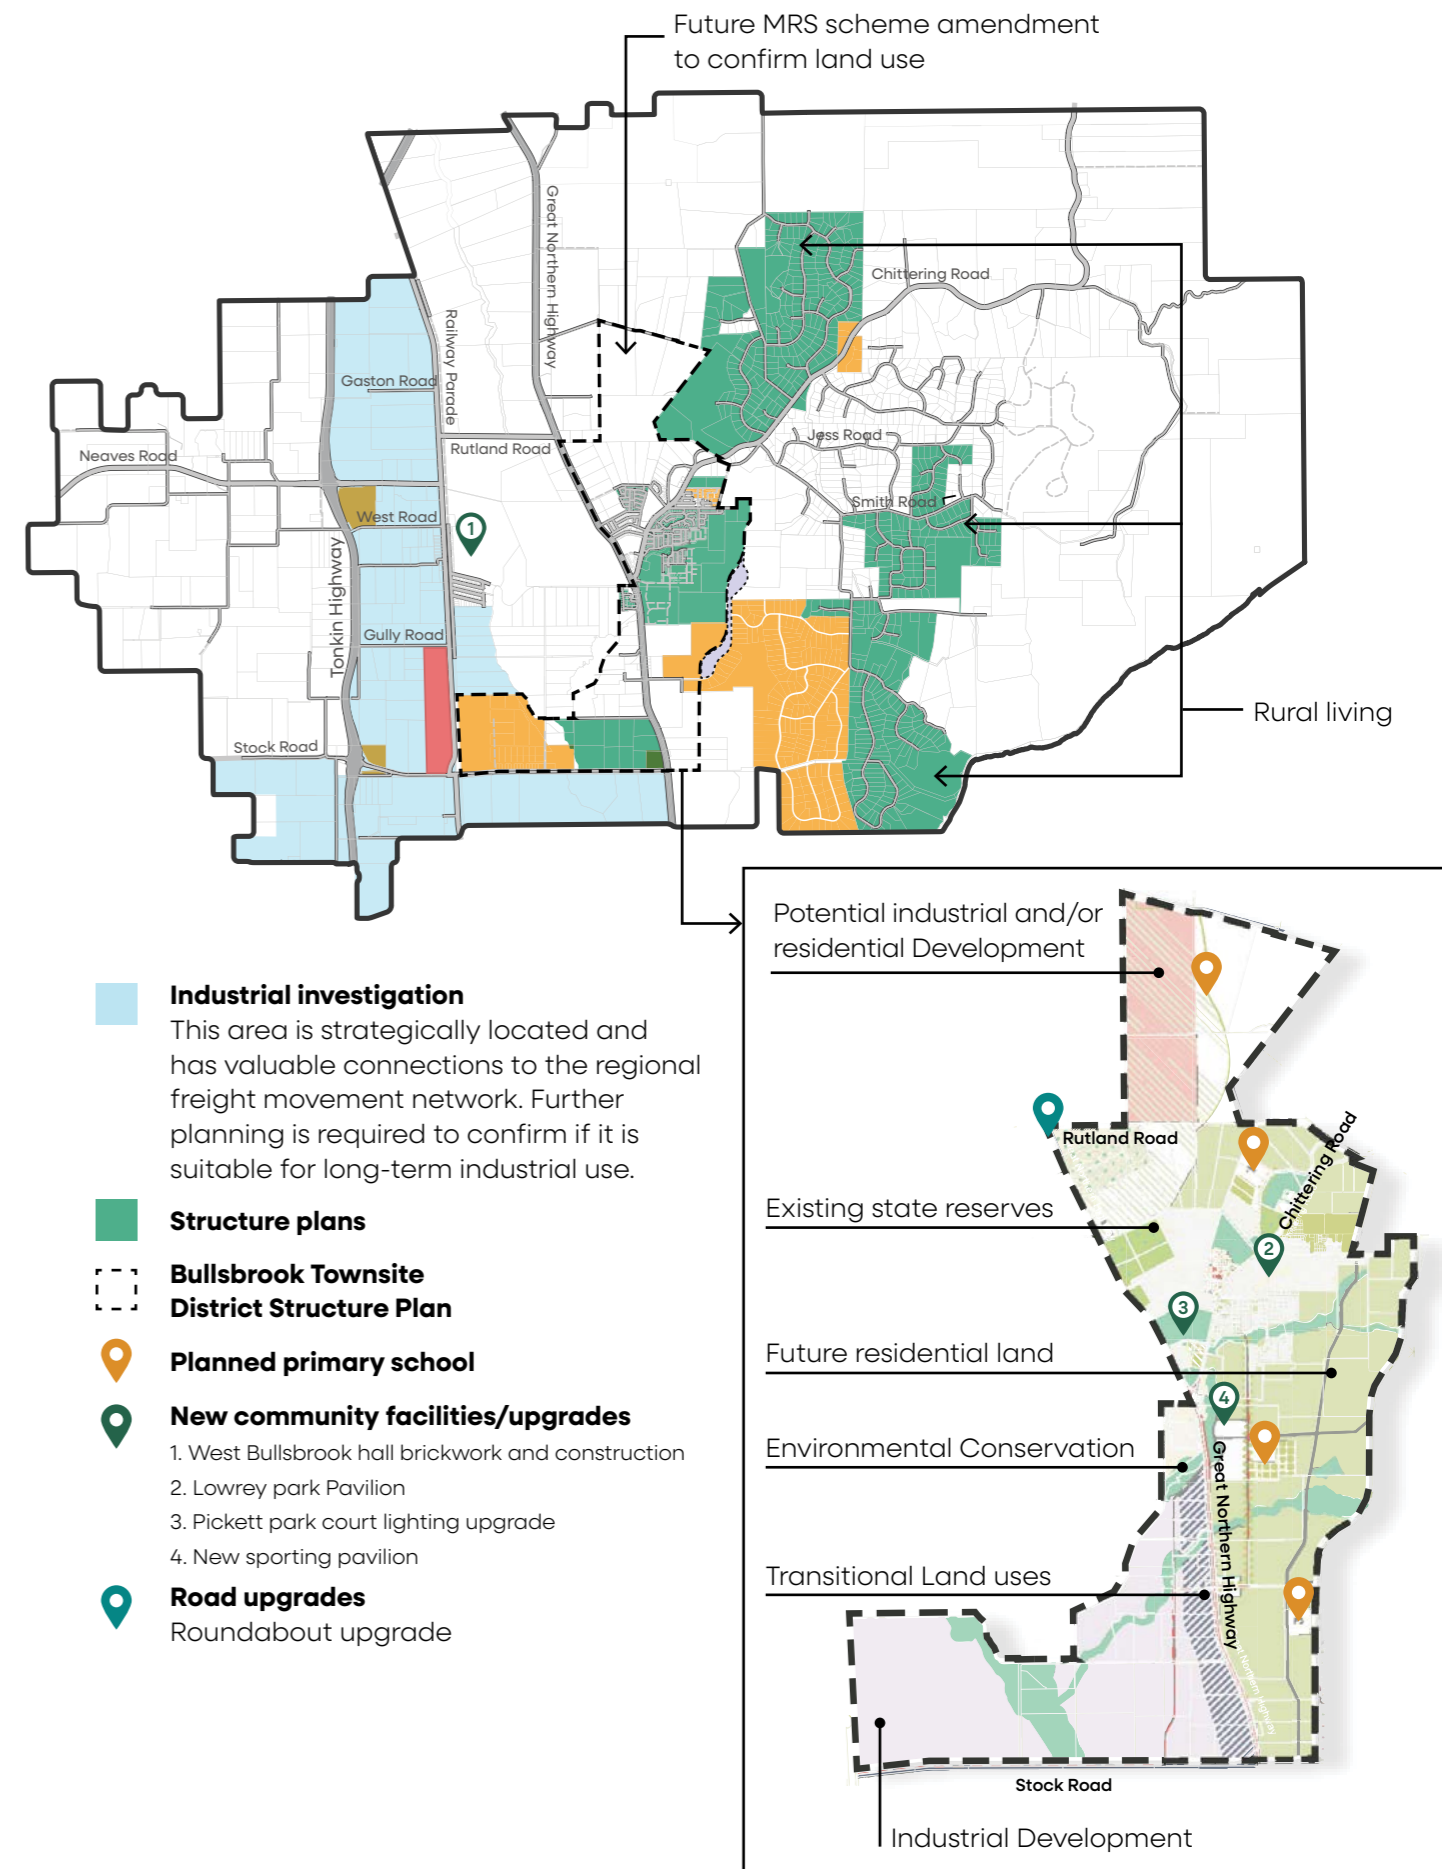 Future MRS scheme amendment
to confirm land use
Great Northern Highway
Chittering Road
Railway Parade
Gaston Road
Rutland Road
Jess Road
Neaves Road
Smith Road
West Road
1
Tonkin Highway
Gully Road
Stock Road
Rural living
Industrial investigation
This area is strategically located and
has valuable connections to the regional
freight movement network. Further
planning is required to confirm if it is
suitable for long-term industrial use.
Structure plans
Bullsbrook Townsite
District Structure Plan
Planned primary school
New community facilities/upgrades
1. West Bullsbrook hall brickwork and construction
2. Lowrey park Pavilion
3. Pickett park court lighting upgrade
4. New sporting pavilion
Road upgrades
Roundabout upgrade
Potential industrial and/or
residential Development
Rutland Road
Chittering Road
Existing state reserves
2
3
Future residential land
4
Environmental Conservation
Great Northern Highway
Transitional Land uses
Northern Highway
Stock Road
Industrial Development